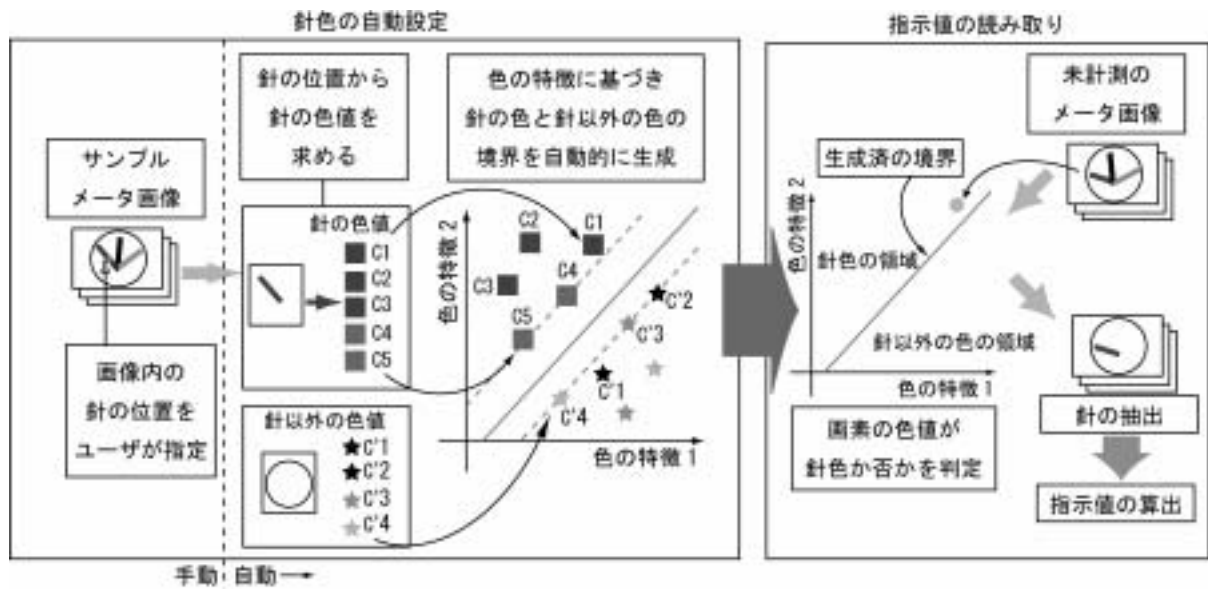 針色の自動設定
サンプル
メータ画像
画像内の
針の位置を
ユーザが指定
手動
自動
針の位置から
針の色値を
求める
針の色値
C1
C2
C3
C4
C5
針以外の色値
C'1
C'2
C'3
C'4
色の特徴に基づき
針の色と針以外の色の
境界を自動的に生成
色の特徴2
C2
C1
C4
C3
C5
C'2
C'3
C'1
C'4
色の特徴1
指示値の読み取り
未計測の
メータ画像
生成済の境界
色の特徴2
針色の領域
針以外の色の領域
色の特徴1
画素の色値が
針色か否かを判定
針の抽出
指示値の算出